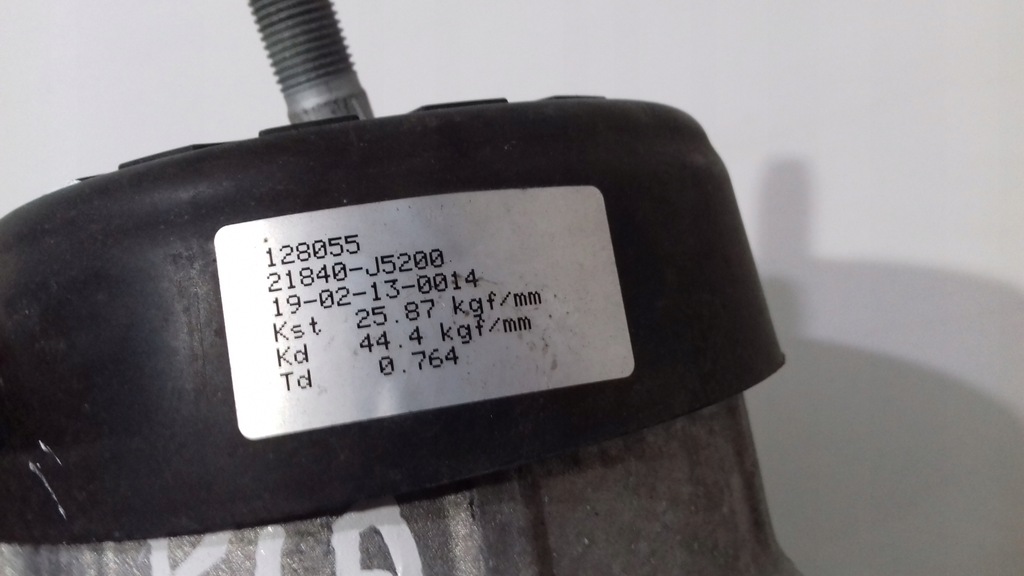 128055
21840-J5200
19-02-13-0014
Kst 25.87 kgf/mm
Kd 44.4 kgf/mm
Td 0.764